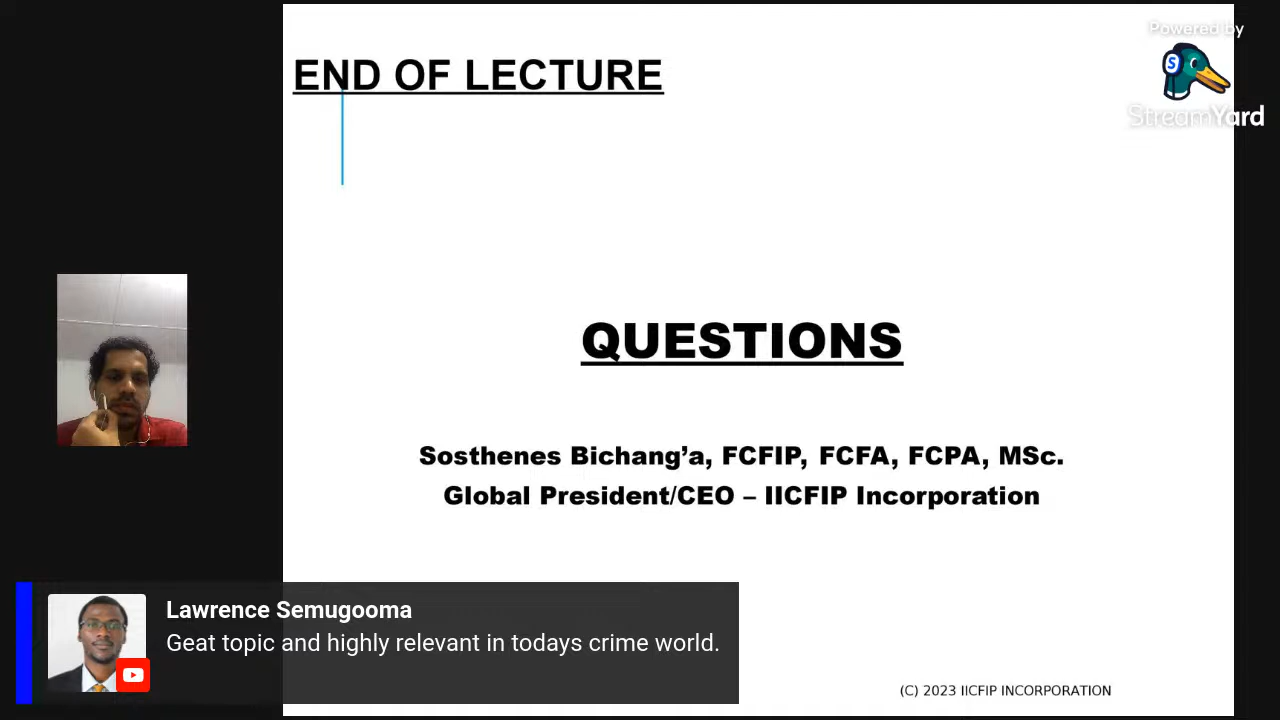 Powered by
S
StreamYard
END OF LECTURE
QUESTIONS
Sosthenes Bichang’a, FCFIP, FCFA, FCPA, MSc.
Global President/CEO – IICFIP Incorporation
Lawrence Semugooma
Geat topic and highly relevant in todays crime world.
(C) 2023 IICFIP INCORPORATION